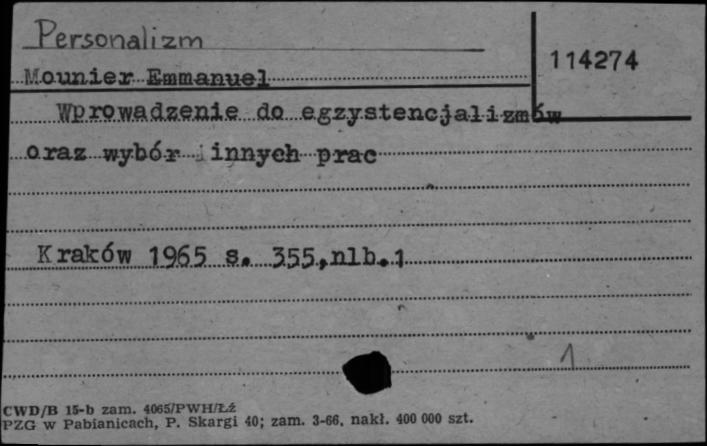 Personalizm
114274
Mounier Emmanuel
Wprowadzenie do egzystencjalizmów
oraz wybór innych prac
Kraków 1965 s. 355,nlb.1
1
CWD/B 15-b zam. 4065/PWH/Łź
PZG w Pabianicach, P. Skargi 40; zam. 3-66, nakł. 400 000 szt.